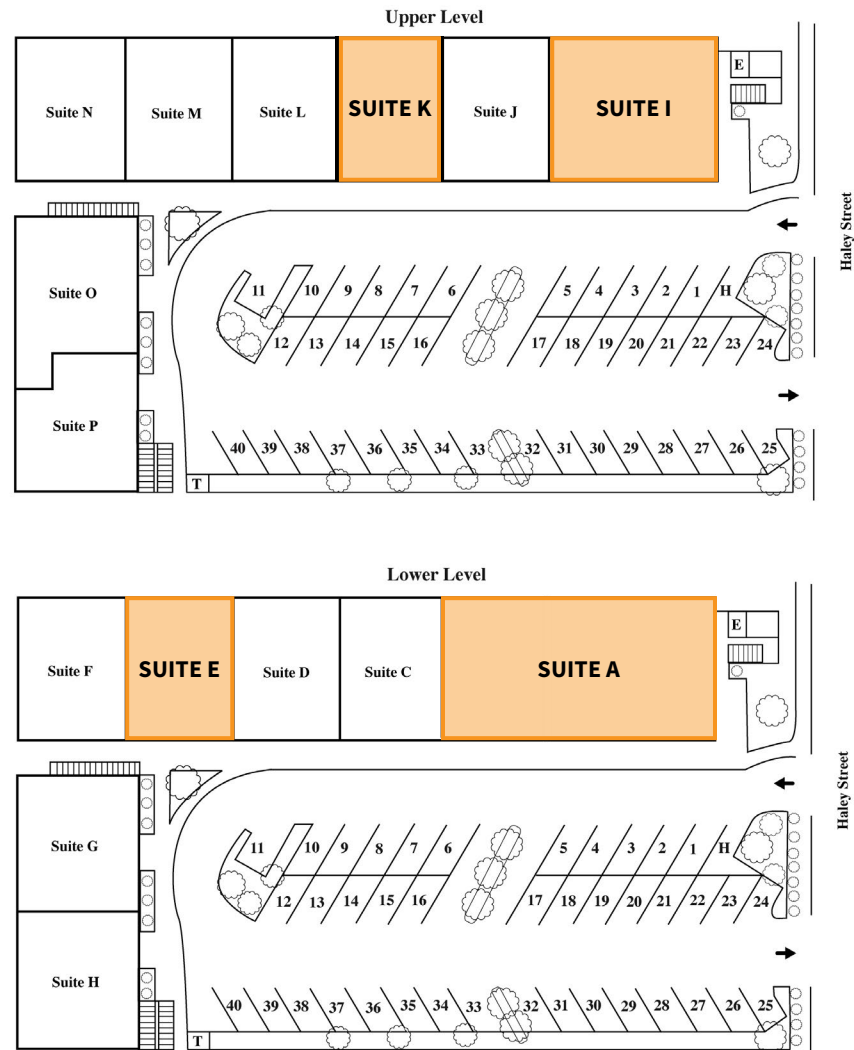 Upper Level
Suite N
Suite M
Suite L
SUITE K
Suite J
SUITE I
E
Haley Street
Suite O
11 10 9 8 7 6 5 4 3 2 1 H
12 13 14 15 16 17 18 19 20 21 22 23 24
Suite P
40 39 38 37 36 35 34 33 32 31 30 29 28 27 26 25
T
Lower Level
Suite F
SUITE E
Suite D
Suite C
SUITE A
E
Haley Street
Suite G
11 10 9 8 7 6 5 4 3 2 1 H
12 13 14 15 16 17 18 19 20 21 22 23 24
Suite H
40 39 38 37 36 35 34 33 32 31 30 29 28 27 26 25
T